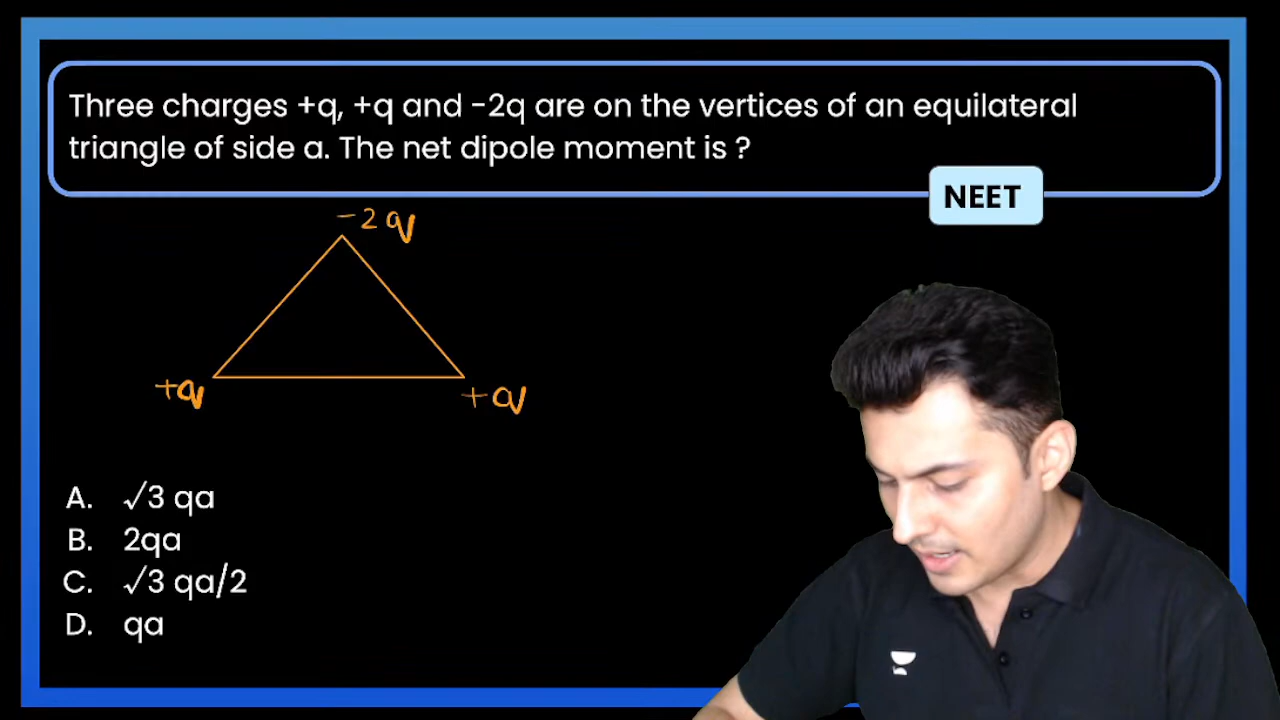 Three charges +q, +q and -2q are on the vertices of an equilateral
triangle of side a. The net dipole moment is ?
NEET
-2q
+q
+q
A. √3 qa
B. 2qa
C. √3 qa/2
D. qa